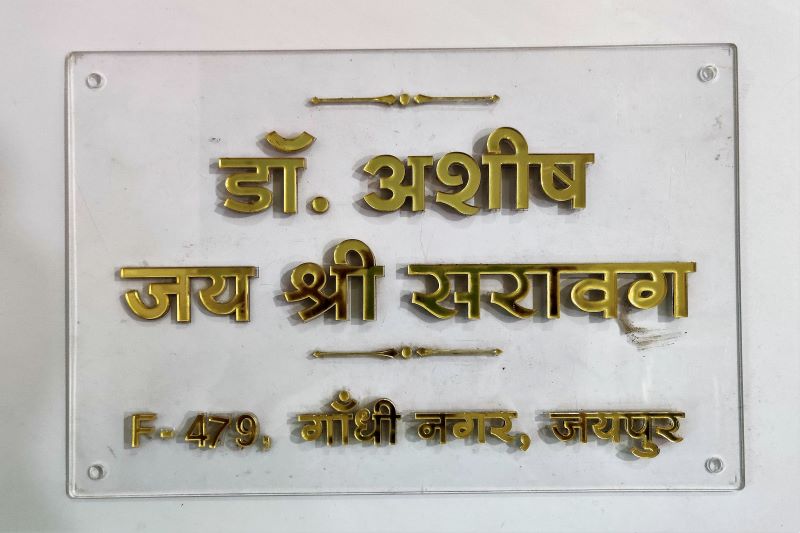 डॉ. अशीष
जय श्री सरावग
F-479, गाँधी नगर, जयपुर